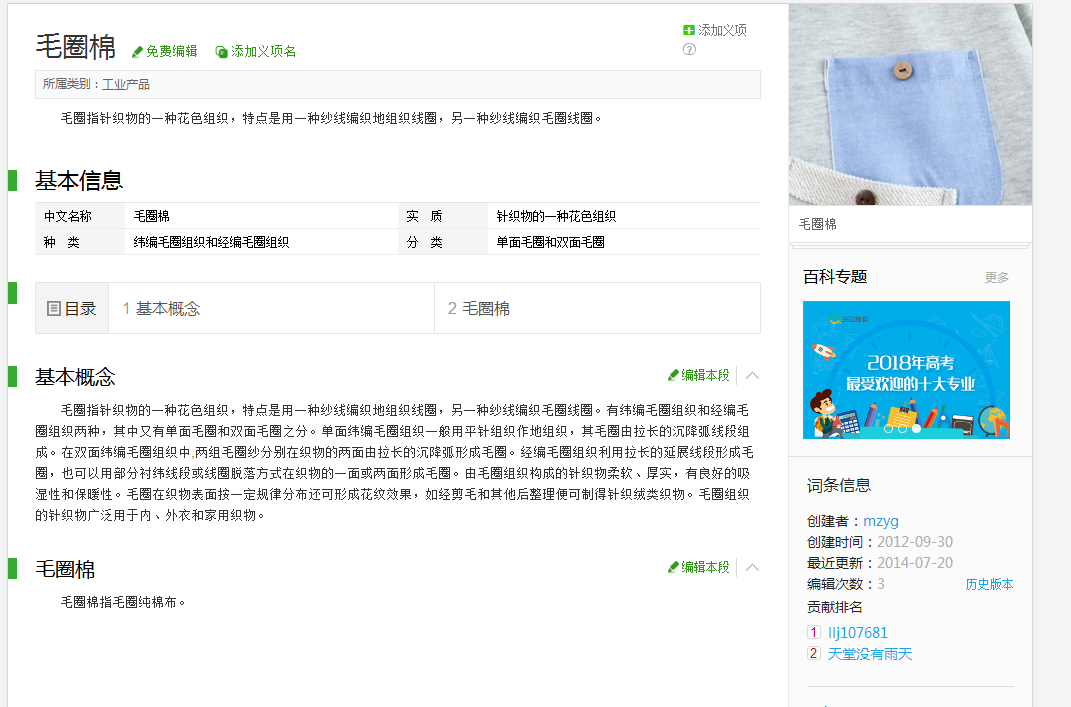 毛圈棉 免费编辑 添加义项名
添加义项
?
所属类别：工业产品
毛圈指针织物的一种花色组织，特点是用一种纱线编织地组织线圈，另一种纱线编织毛圈线圈。
基本信息
中文名称 毛圈棉 实 质 针织物的一种花色组织
种 类 纬编毛圈组织和经编毛圈组织 分 类 单面毛圈和双面毛圈
目录 1 基本概念 2 毛圈棉
基本概念 编辑本段
毛圈指针织物的一种花色组织，特点是用一种纱线编织地组织线圈，另一种纱线编织毛圈线圈。有纬编毛圈组织和经编毛
圈组织两种，其中又有单面毛圈和双面毛圈之分。单面纬编毛圈组织一般用平针组织作地组织，其毛圈由拉长的沉降弧线段组
成。在双面纬编毛圈组织中,两组毛圈纱分别在织物的两面由拉长的沉降弧形成毛圈。经编毛圈组织利用拉长的延展线段形成毛
圈，也可以用部分衬纬线段或线圈脱落方式在织物的一面或两面形成毛圈。由毛圈组织构成的针织物柔软、厚实，有良好的吸
湿性和保暖性。毛圈在织物表面按一定规律分布还可形成花纹效果，如经剪毛和其他后整理便可制得针织绒类织物。毛圈组织
的针织物广泛用于内、外衣和家用织物。
毛圈棉 编辑本段
毛圈棉指毛圈纯棉布。
毛圈棉
百科专题 更多
2018年高考
最受欢迎的十大专业
词条信息
创建者：mzyg
创建时间：2012-09-30
最近更新：2014-07-20
编辑次数：3 历史版本
贡献排名
1 llj107681
2 天堂没有雨天